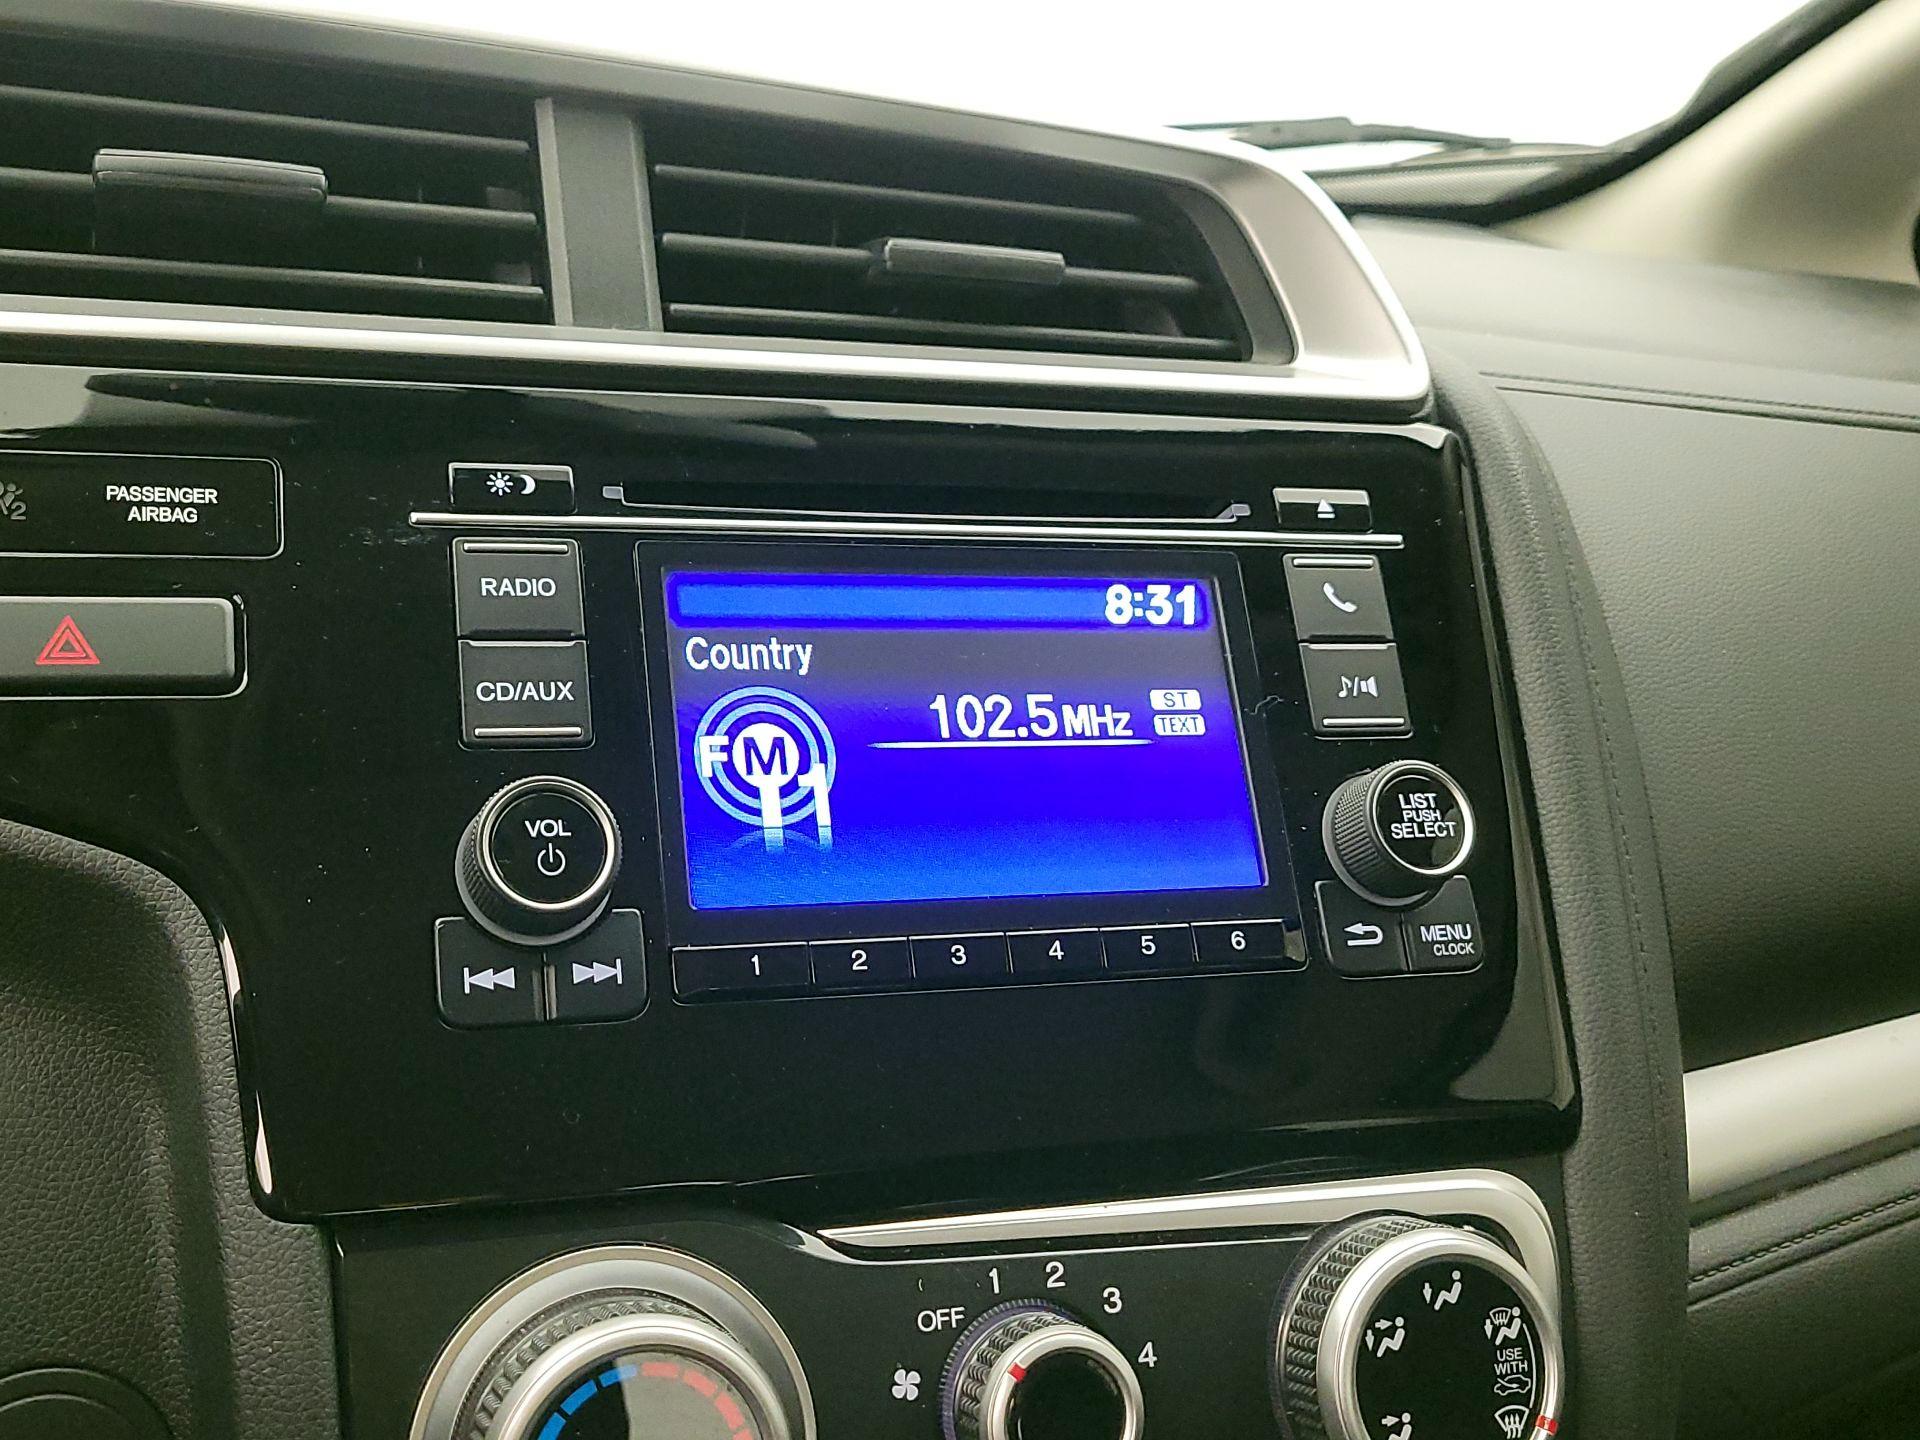 PASSENGER
AIRBAG
2
RADIO
CD/AUX
8:31
Country
102.5MHz
ST
TEXT
FM
1
VOL
LIST
PUSH
SELECT
MENU
CLOCK
1 2 3 4 5 6
OFF 1 2 3 4
USE
WITH